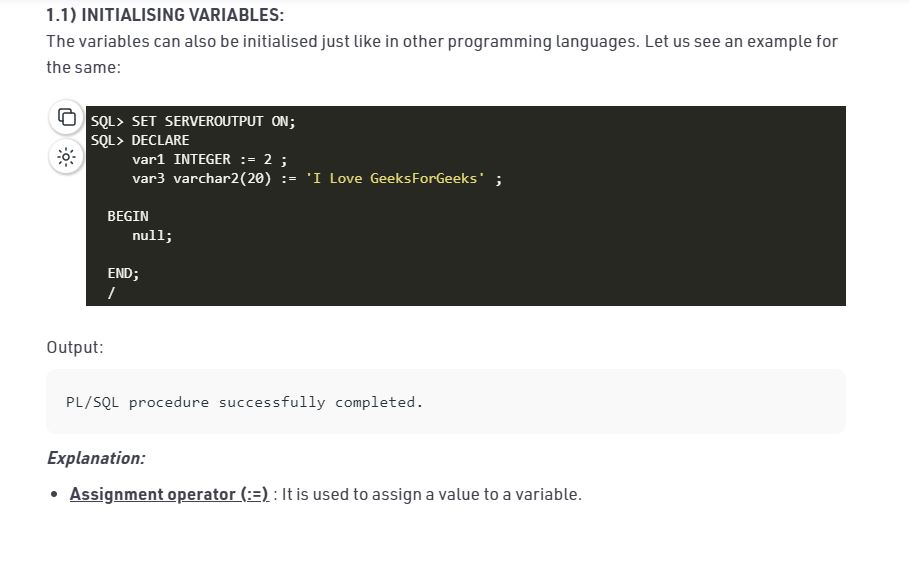 1.1) INITIALISING VARIABLES:
The variables can also be initialised just like in other programming languages. Let us see an example for
the same:
SQL> SET SERVEROUTPUT ON;
SQL> DECLARE
var1 INTEGER := 2 ;
var3 varchar2(20) := 'I Love GeeksForGeeks' ;
BEGIN
null;
END;
/
Output:
PL/SQL procedure successfully completed.
Explanation:
• Assignment operator (:=) : It is used to assign a value to a variable.